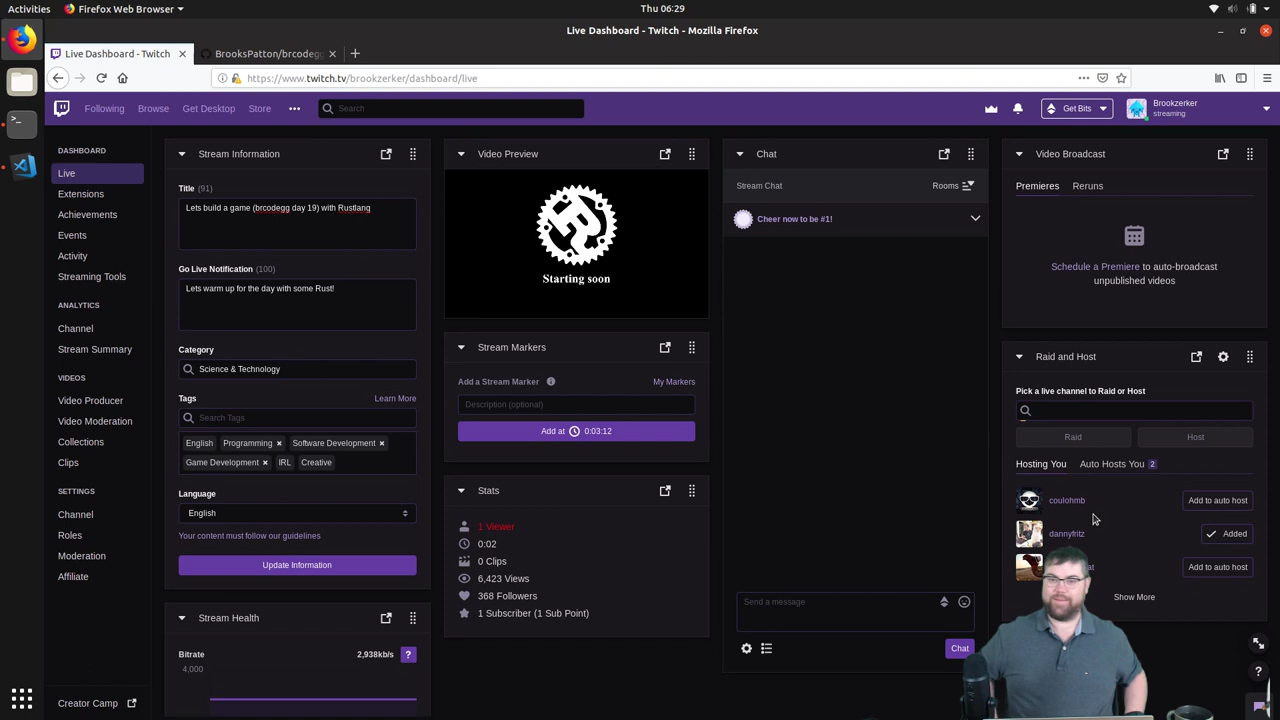 Activities
Firefox Web Browser
Thu 06:29
Live Dashboard - Twitch - Mozilla Firefox
Live Dashboard - Twitch
BrooksPatton/brcodegg
https://www.twitch.tv/brookzerker/dashboard/live
Following
Browse
Get Desktop
Store
Search
Get Bits
Brookzerker
streaming
DASHBOARD
Live
Extensions
Achievements
Events
Activity
Streaming Tools
ANALYTICS
Channel
Stream Summary
VIDEOS
Video Producer
Video Moderation
Collections
Clips
SETTINGS
Channel
Roles
Moderation
Affiliate
Creator Camp
Stream Information
Title (91)
Lets build a game (brcodegg day 19) with Rustlang
Go Live Notification (100)
Lets warm up for the day with some Rust!
Category
Science & Technology
Tags
Learn More
Search Tags
English Programming Software Development
Game Development IRL Creative
Language
English
Your content must follow our guidelines
Update Information
Stream Health
Bitrate
2,938kb/s
?
4,000
Video Preview
R
Starting soon
Stream Markers
Add a Stream Marker
My Markers
Description (optional)
Add at 0:03:12
Stats
1 Viewer
0:02
0 Clips
6,423 Views
368 Followers
1 Subscriber (1 Sub Point)
Chat
Stream Chat
Rooms
Cheer now to be #1!
Send a message
Chat
Video Broadcast
Premieres
Reruns
Schedule a Premiere to auto-broadcast
unpublished videos
Raid and Host
Pick a live channel to Raid or Host
Raid
Host
Hosting You
Auto Hosts You 2
coulohmb
Add to auto host
dannyfritz
Added
Add to auto host
Show More
?